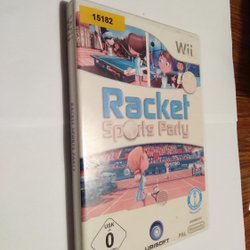 15182
Wii
Racket
Sports Party
USK
0
UBISOFT
PAL